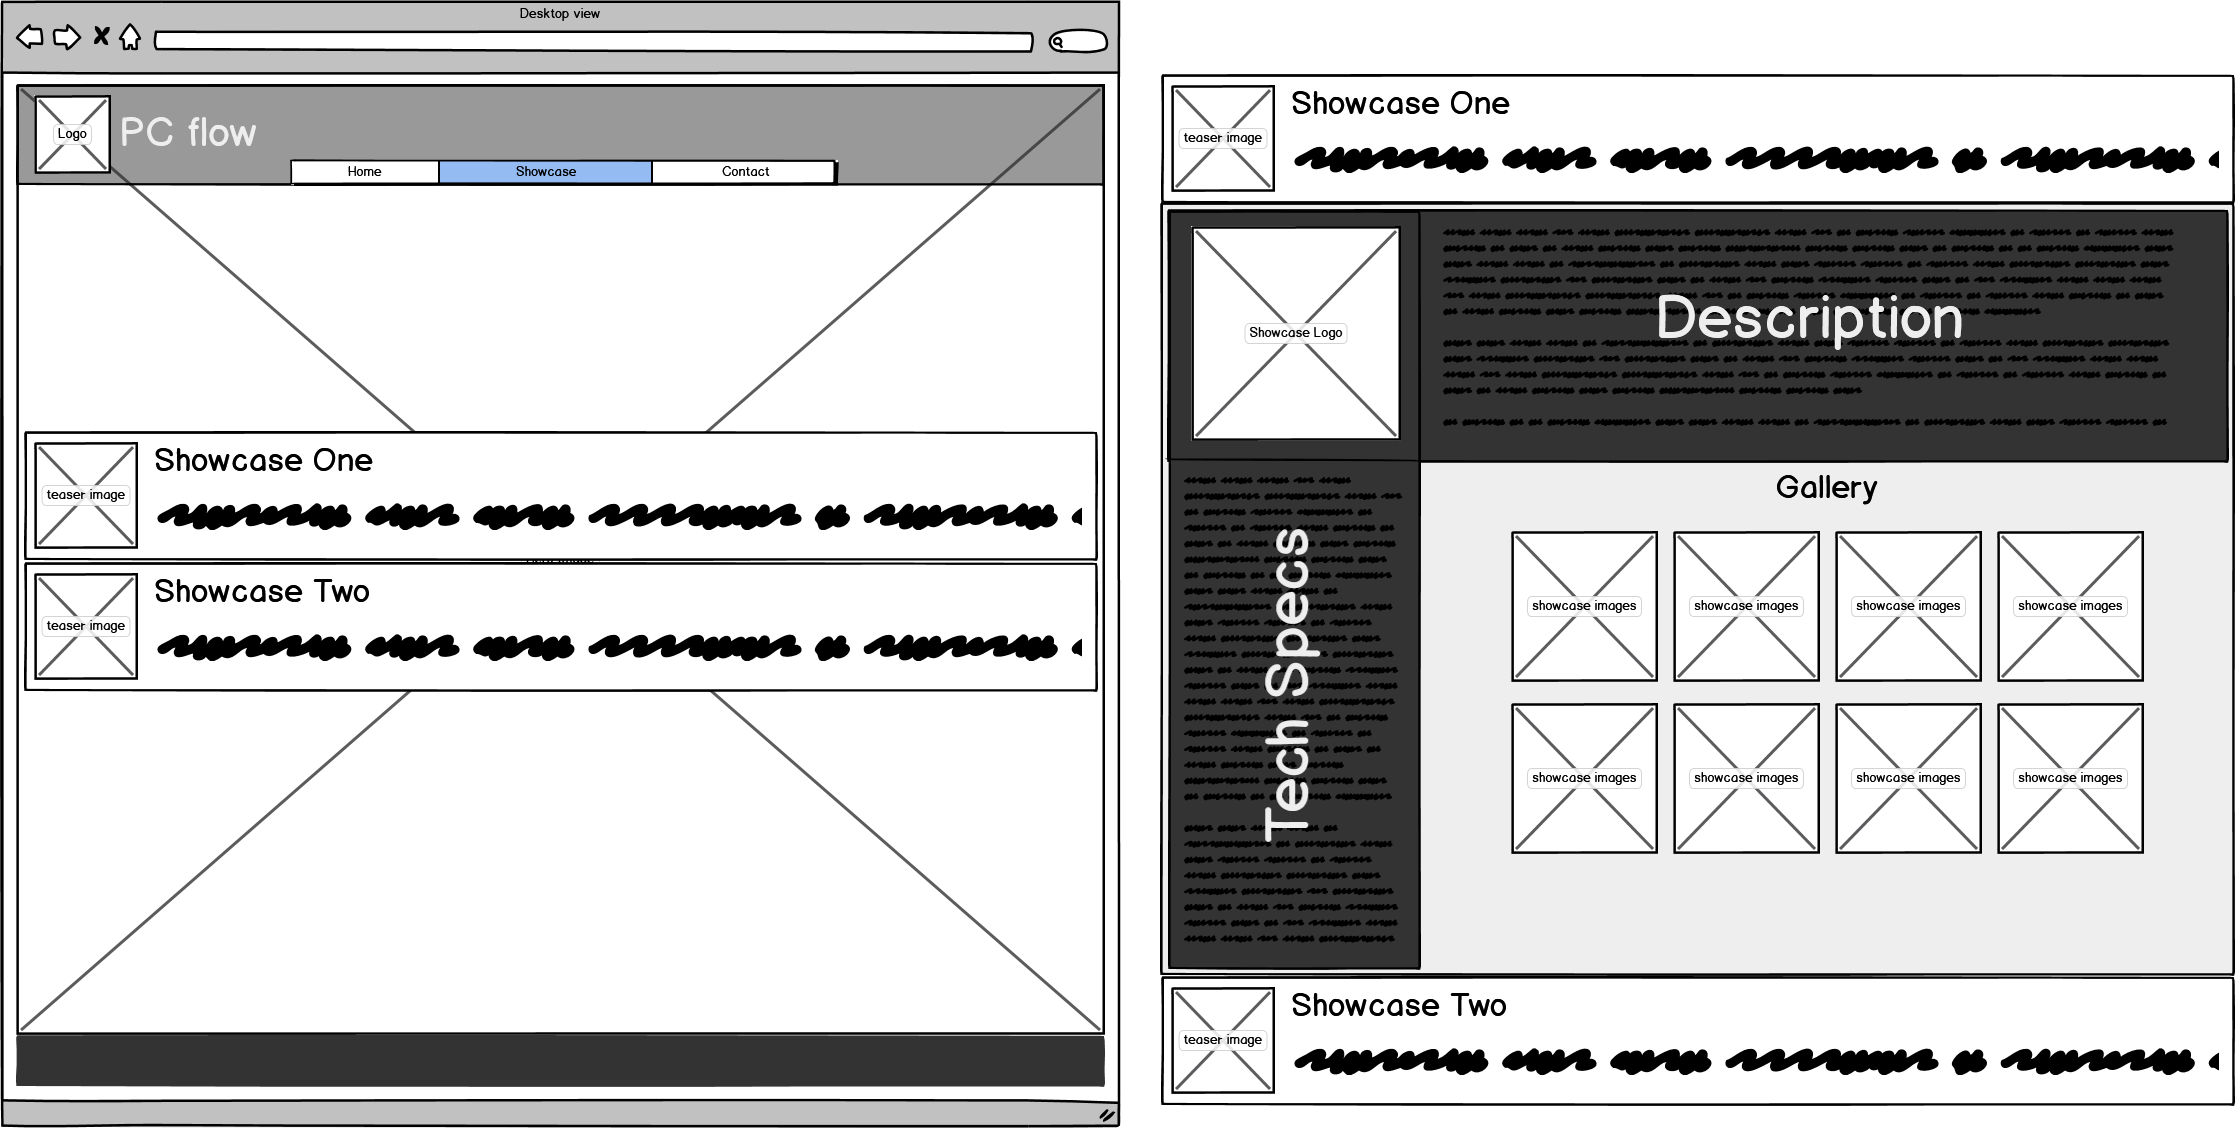 Desktop view
Logo
PC flow
Home
Showcase
Contact
teaser image
Showcase One
teaser image
Showcase Two
teaser image
Showcase One
Showcase Logo
Description
Tech Specs
Gallery
showcase images
showcase images
showcase images
showcase images
showcase images
showcase images
showcase images
showcase images
teaser image
Showcase Two